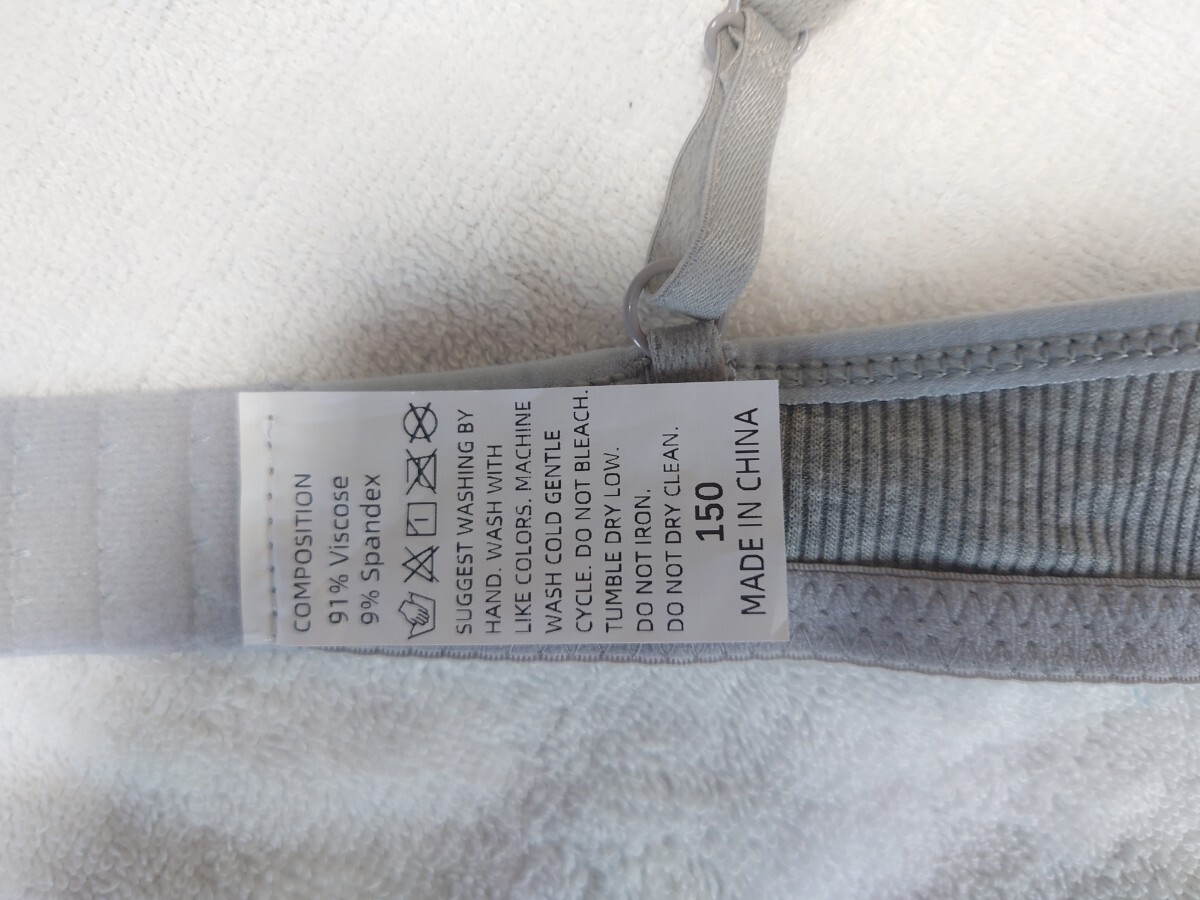 COMPOSITION
91% Viscose
9% Spandex
1
SUGGEST WASHING BY
HAND. WASH WITH
LIKE COLORS. MACHINE
WASH COLD GENTLE
CYCLE. DO NOT BLEACH.
TUMBLE DRY LOW.
DO NOT IRON.
DO NOT DRY CLEAN.
150
MADE IN CHINA